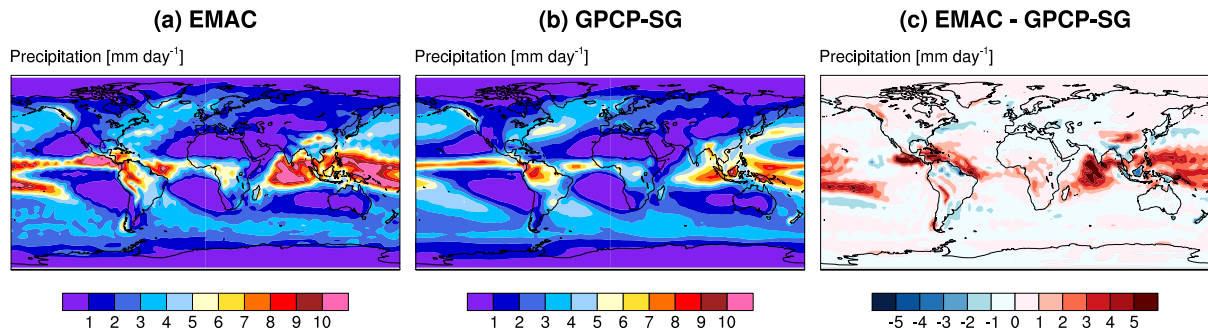 (a) EMAC
Precipitation [mm day-1]
1 2 3 4 5 6 7 8 9 10
(b) GPCP-SG
Precipitation [mm day-1]
1 2 3 4 5 6 7 8 9 10
(c) EMAC - GPCP-SG
Precipitation [mm day-1]
-5 -4 -3 -2 -1 0 1 2 3 4 5